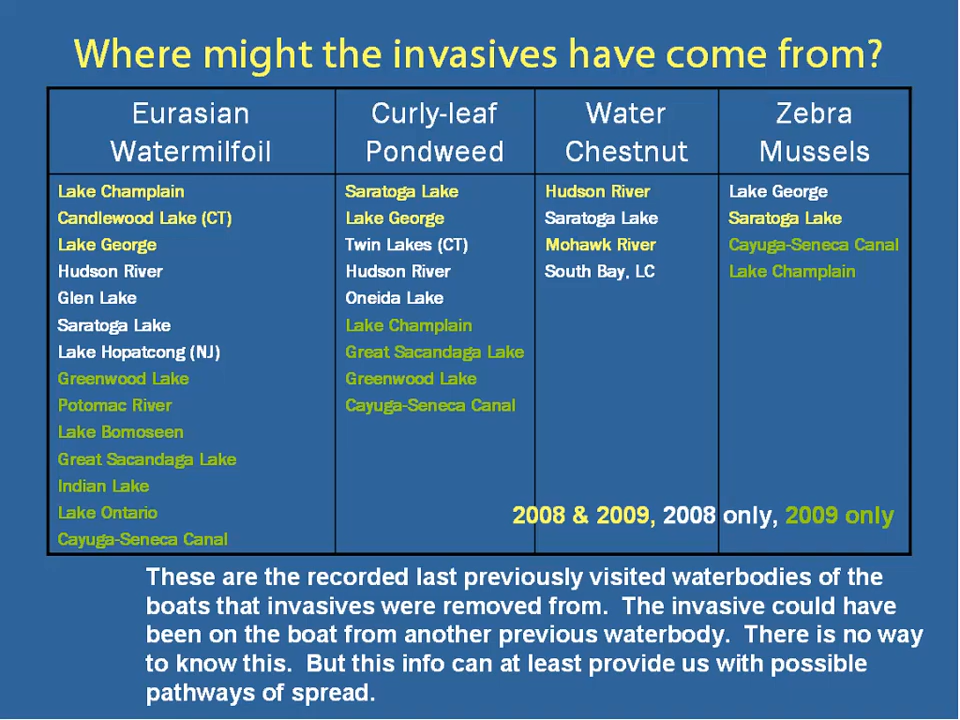 Where might the invasives have come from?
Eurasian
Watermilfoil
Curly-leaf
Pondweed
Water
Chestnut
Zebra
Mussels
Lake Champlain
Candlewood Lake (CT)
Lake George
Hudson River
Glen Lake
Saratoga Lake
Lake Hopatcong (NJ)
Greenwood Lake
Potomac River
Lake Bomoseen
Great Sacandaga Lake
Indian Lake
Lake Ontario
Cayuga-Seneca Canal
Saratoga Lake
Lake George
Twin Lakes (CT)
Hudson River
Oneida Lake
Lake Champlain
Great Sacandaga Lake
Greenwood Lake
Cayuga-Seneca Canal
Hudson River
Saratoga Lake
Mohawk River
South Bay, LC
Lake George
Saratoga Lake
Cayuga-Seneca Canal
Lake Champlain
2008 & 2009, 2008 only, 2009 only
These are the recorded last previously visited waterbodies of the
boats that invasives were removed from.  The invasive could have
been on the boat from another previous waterbody.  There is no way
to know this.  But this info can at least provide us with possible
pathways of spread.